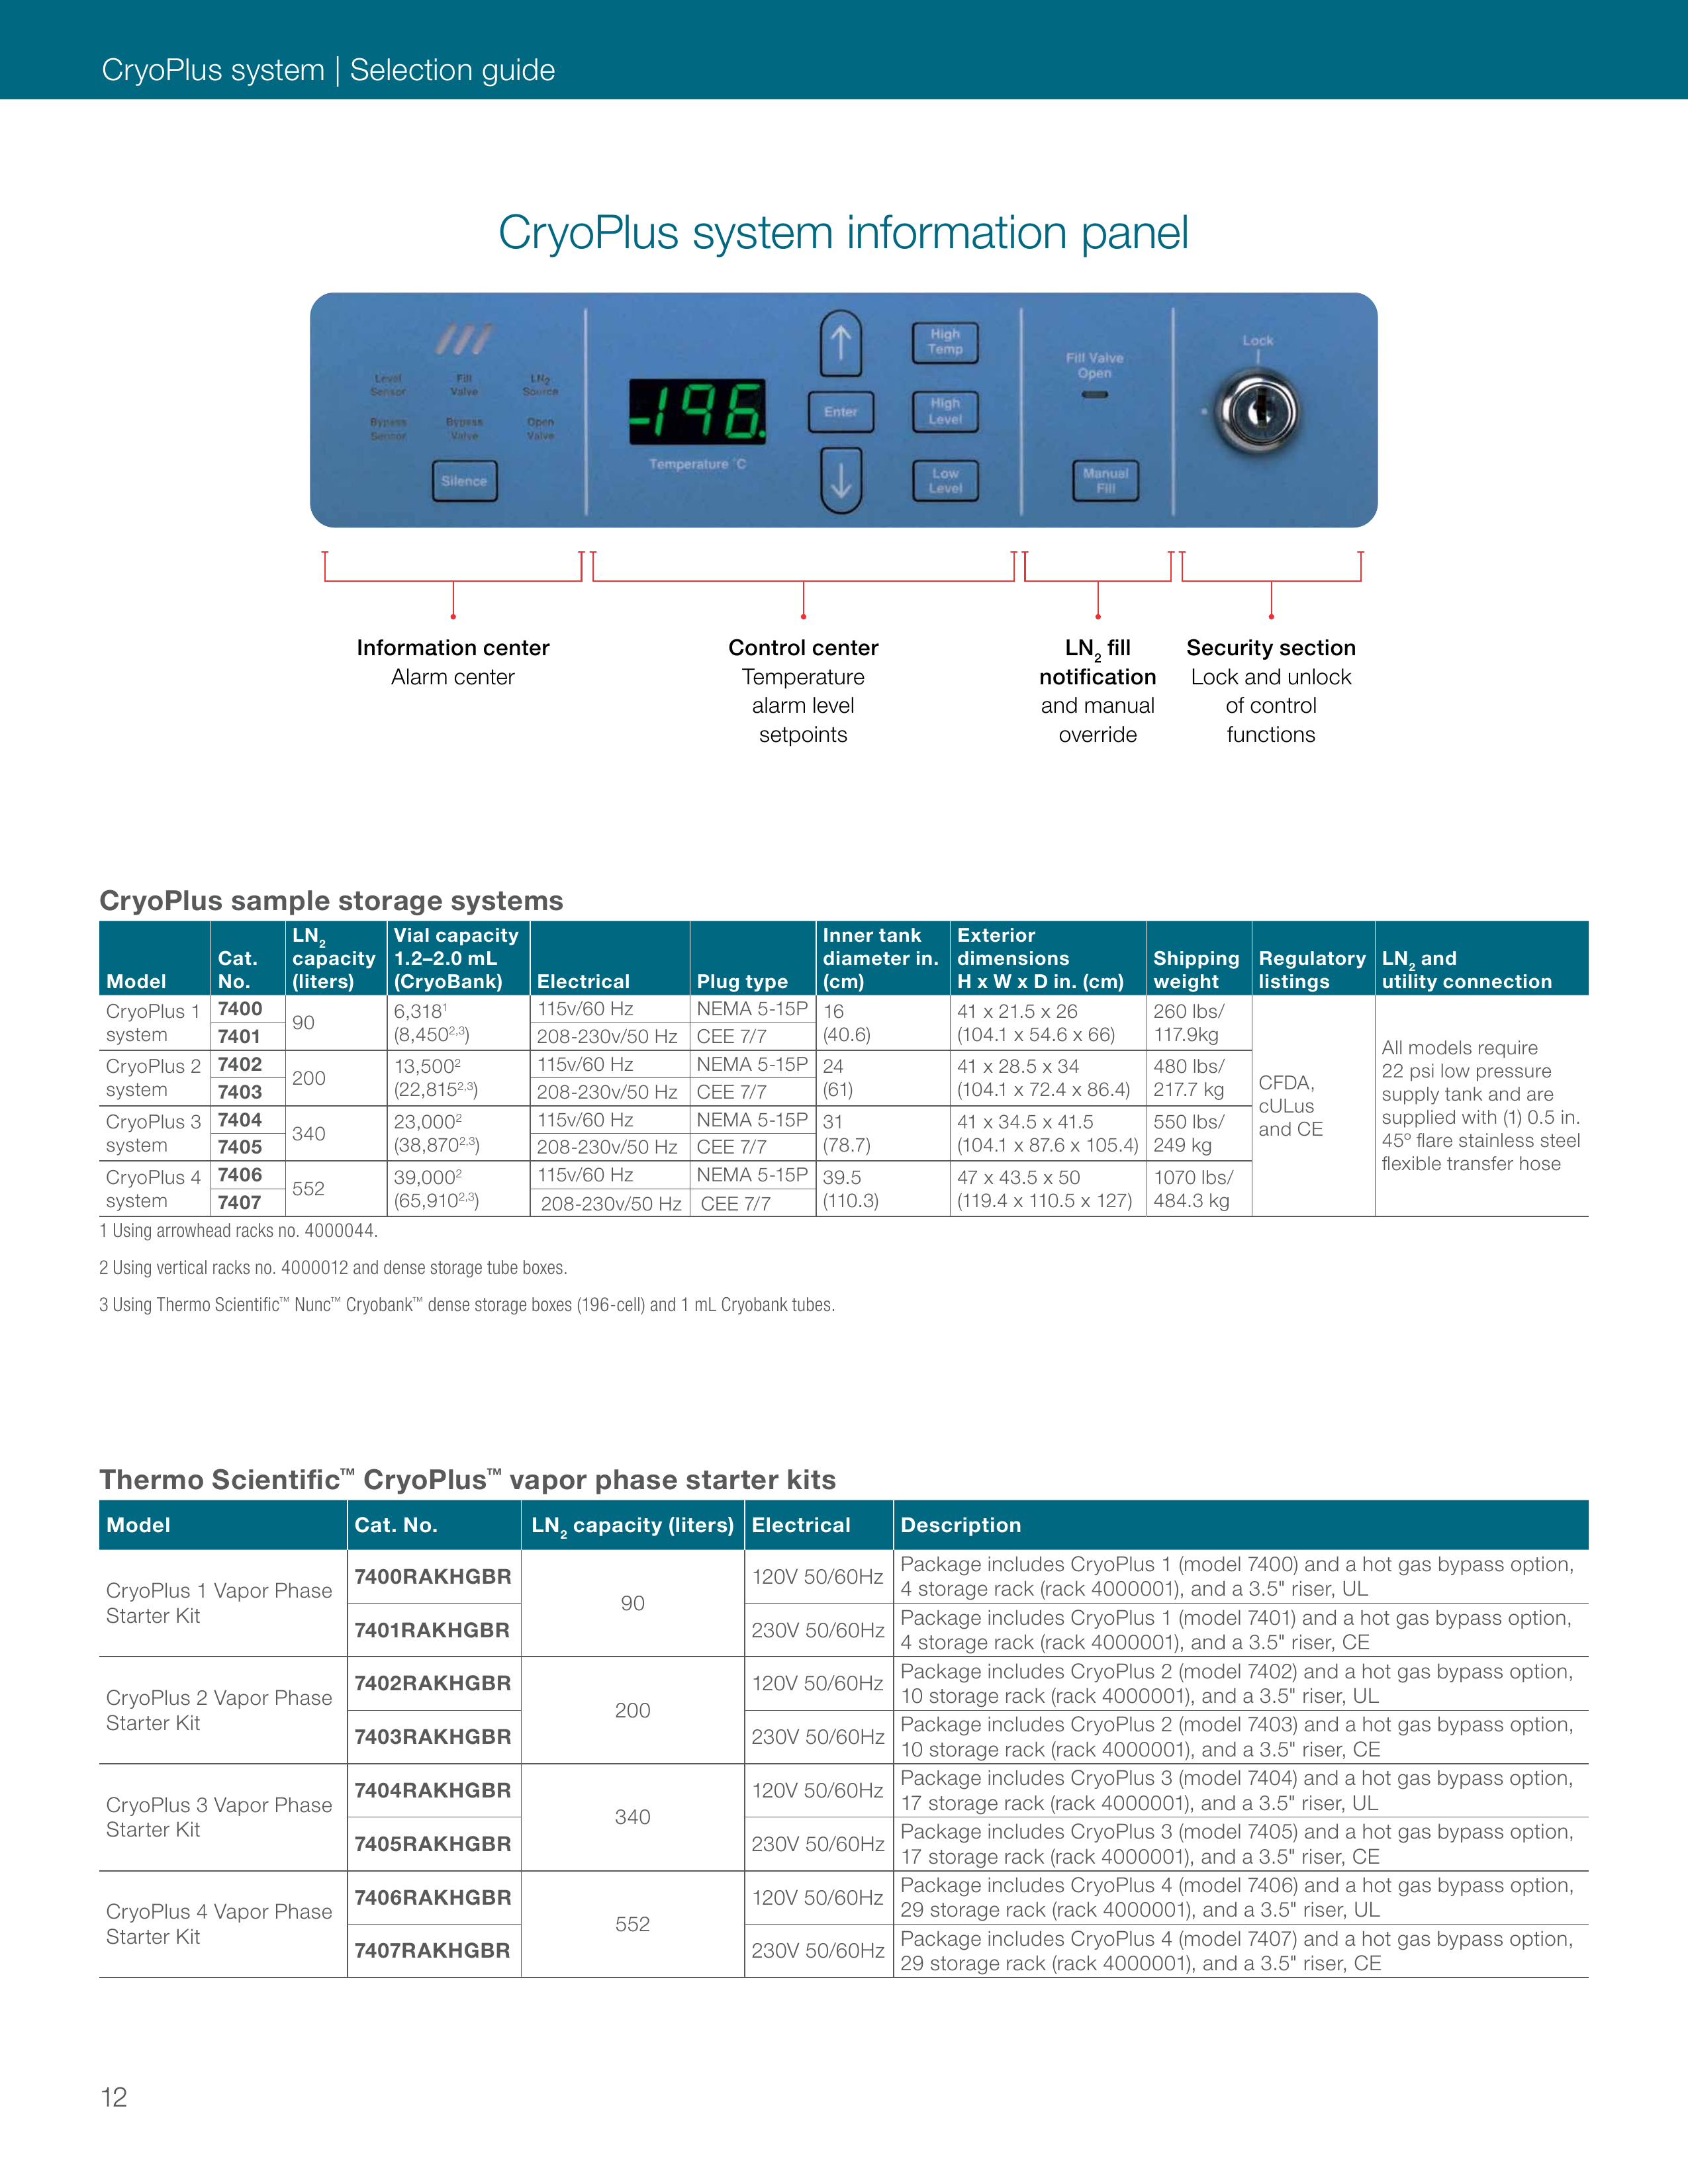 CryoPlus system | Selection guide
CryoPlus system information panel
Level Sensor
Fill Valve
LN2 Source
Bypass Sensor
Bypass Valve
Open Valve
Silence
-196.
Temperature °C
↑
Enter
↓
High Temp
High Level
Low Level
Fill Valve Open
Manual Fill
Lock
Information center
Alarm center
Control center
Temperature
alarm level
setpoints
LN2 fill
notification
and manual
override
Security section
Lock and unlock
of control
functions
CryoPlus sample storage systems
Model | Cat. No. | LN2 capacity (liters) | Vial capacity 1.2–2.0 mL (CryoBank) | Electrical | Plug type | Inner tank diameter in. (cm) | Exterior dimensions H x W x D in. (cm) | Shipping weight | Regulatory listings | LN2 and utility connection
CryoPlus 1 system | 7400 | 90 | 6,318¹ (8,450²,³) | 115v/60 Hz | NEMA 5-15P | 16 (40.6) | 41 x 21.5 x 26 (104.1 x 54.6 x 66) | 260 lbs/ 117.9kg
7401 | 208-230v/50 Hz | CEE 7/7
CryoPlus 2 system | 7402 | 200 | 13,500² (22,815²,³) | 115v/60 Hz | NEMA 5-15P | 24 (61) | 41 x 28.5 x 34 (104.1 x 72.4 x 86.4) | 480 lbs/ 217.7 kg
7403 | 208-230v/50 Hz | CEE 7/7
CryoPlus 3 system | 7404 | 340 | 23,000² (38,870²,³) | 115v/60 Hz | NEMA 5-15P | 31 (78.7) | 41 x 34.5 x 41.5 (104.1 x 87.6 x 105.4) | 550 lbs/ 249 kg
7405 | 208-230v/50 Hz | CEE 7/7
CryoPlus 4 system | 7406 | 552 | 39,000² (65,910²,³) | 115v/60 Hz | NEMA 5-15P | 39.5 (110.3) | 47 x 43.5 x 50 (119.4 x 110.5 x 127) | 1070 lbs/ 484.3 kg
7407 | 208-230v/50 Hz | CEE 7/7
CFDA, cULus and CE
All models require
22 psi low pressure
supply tank and are
supplied with (1) 0.5 in.
45º flare stainless steel
flexible transfer hose
1 Using arrowhead racks no. 4000044.
2 Using vertical racks no. 4000012 and dense storage tube boxes.
3 Using Thermo Scientific™ Nunc™ Cryobank™ dense storage boxes (196-cell) and 1 mL Cryobank tubes.
Thermo Scientific™ CryoPlus™ vapor phase starter kits
Model | Cat. No. | LN2 capacity (liters) | Electrical | Description
CryoPlus 1 Vapor Phase Starter Kit | 7400RAKHGBR | 90 | 120V 50/60Hz | Package includes CryoPlus 1 (model 7400) and a hot gas bypass option, 4 storage rack (rack 4000001), and a 3.5" riser, UL
7401RAKHGBR | 230V 50/60Hz | Package includes CryoPlus 1 (model 7401) and a hot gas bypass option, 4 storage rack (rack 4000001), and a 3.5" riser, CE
CryoPlus 2 Vapor Phase Starter Kit | 7402RAKHGBR | 200 | 120V 50/60Hz | Package includes CryoPlus 2 (model 7402) and a hot gas bypass option, 10 storage rack (rack 4000001), and a 3.5" riser, UL
7403RAKHGBR | 230V 50/60Hz | Package includes CryoPlus 2 (model 7403) and a hot gas bypass option, 10 storage rack (rack 4000001), and a 3.5" riser, CE
CryoPlus 3 Vapor Phase Starter Kit | 7404RAKHGBR | 340 | 120V 50/60Hz | Package includes CryoPlus 3 (model 7404) and a hot gas bypass option, 17 storage rack (rack 4000001), and a 3.5" riser, UL
7405RAKHGBR | 230V 50/60Hz | Package includes CryoPlus 3 (model 7405) and a hot gas bypass option, 17 storage rack (rack 4000001), and a 3.5" riser, CE
CryoPlus 4 Vapor Phase Starter Kit | 7406RAKHGBR | 552 | 120V 50/60Hz | Package includes CryoPlus 4 (model 7406) and a hot gas bypass option, 29 storage rack (rack 4000001), and a 3.5" riser, UL
7407RAKHGBR | 230V 50/60Hz | Package includes CryoPlus 4 (model 7407) and a hot gas bypass option, 29 storage rack (rack 4000001), and a 3.5" riser, CE
12